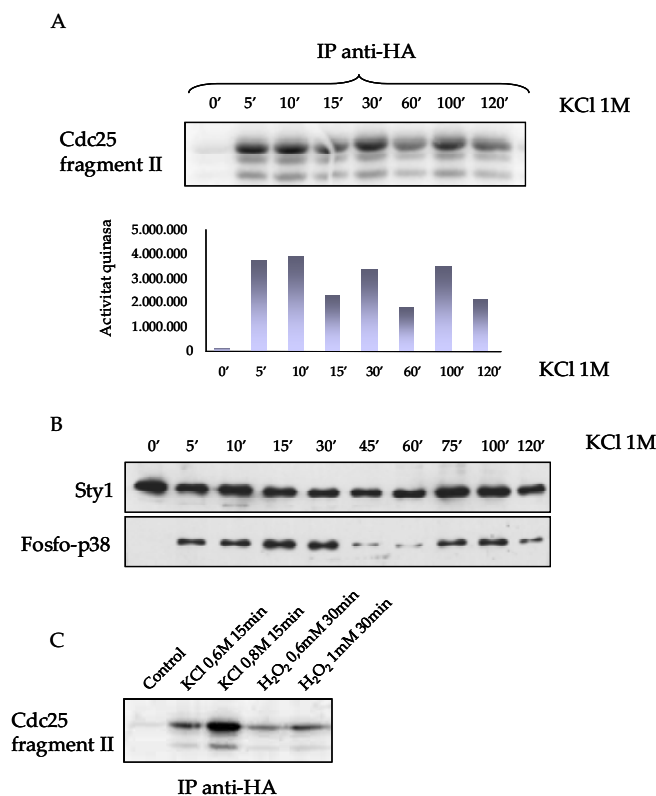 A
IP anti-HA
0’ 5’ 10’ 15’ 30’ 60’ 100’ 120’ KCl 1M
Cdc25
fragment II
Activitat quinasa
5.000.000
4.000.000
3.000.000
2.000.000
1.000.000
0
0’ 5’ 10’ 15’ 30’ 60’ 100’ 120’ KCl 1M
B
0’ 5’ 10’ 15’ 30’ 45’ 60’ 75’ 100’ 120’ KCl 1M
Sty1
Fosfo-p38
C
Control
KCl 0,6M 15min
KCl 0,8M 15min
H₂O₂ 0,6mM 30min
H₂O₂ 1mM 30min
Cdc25
fragment II
IP anti-HA